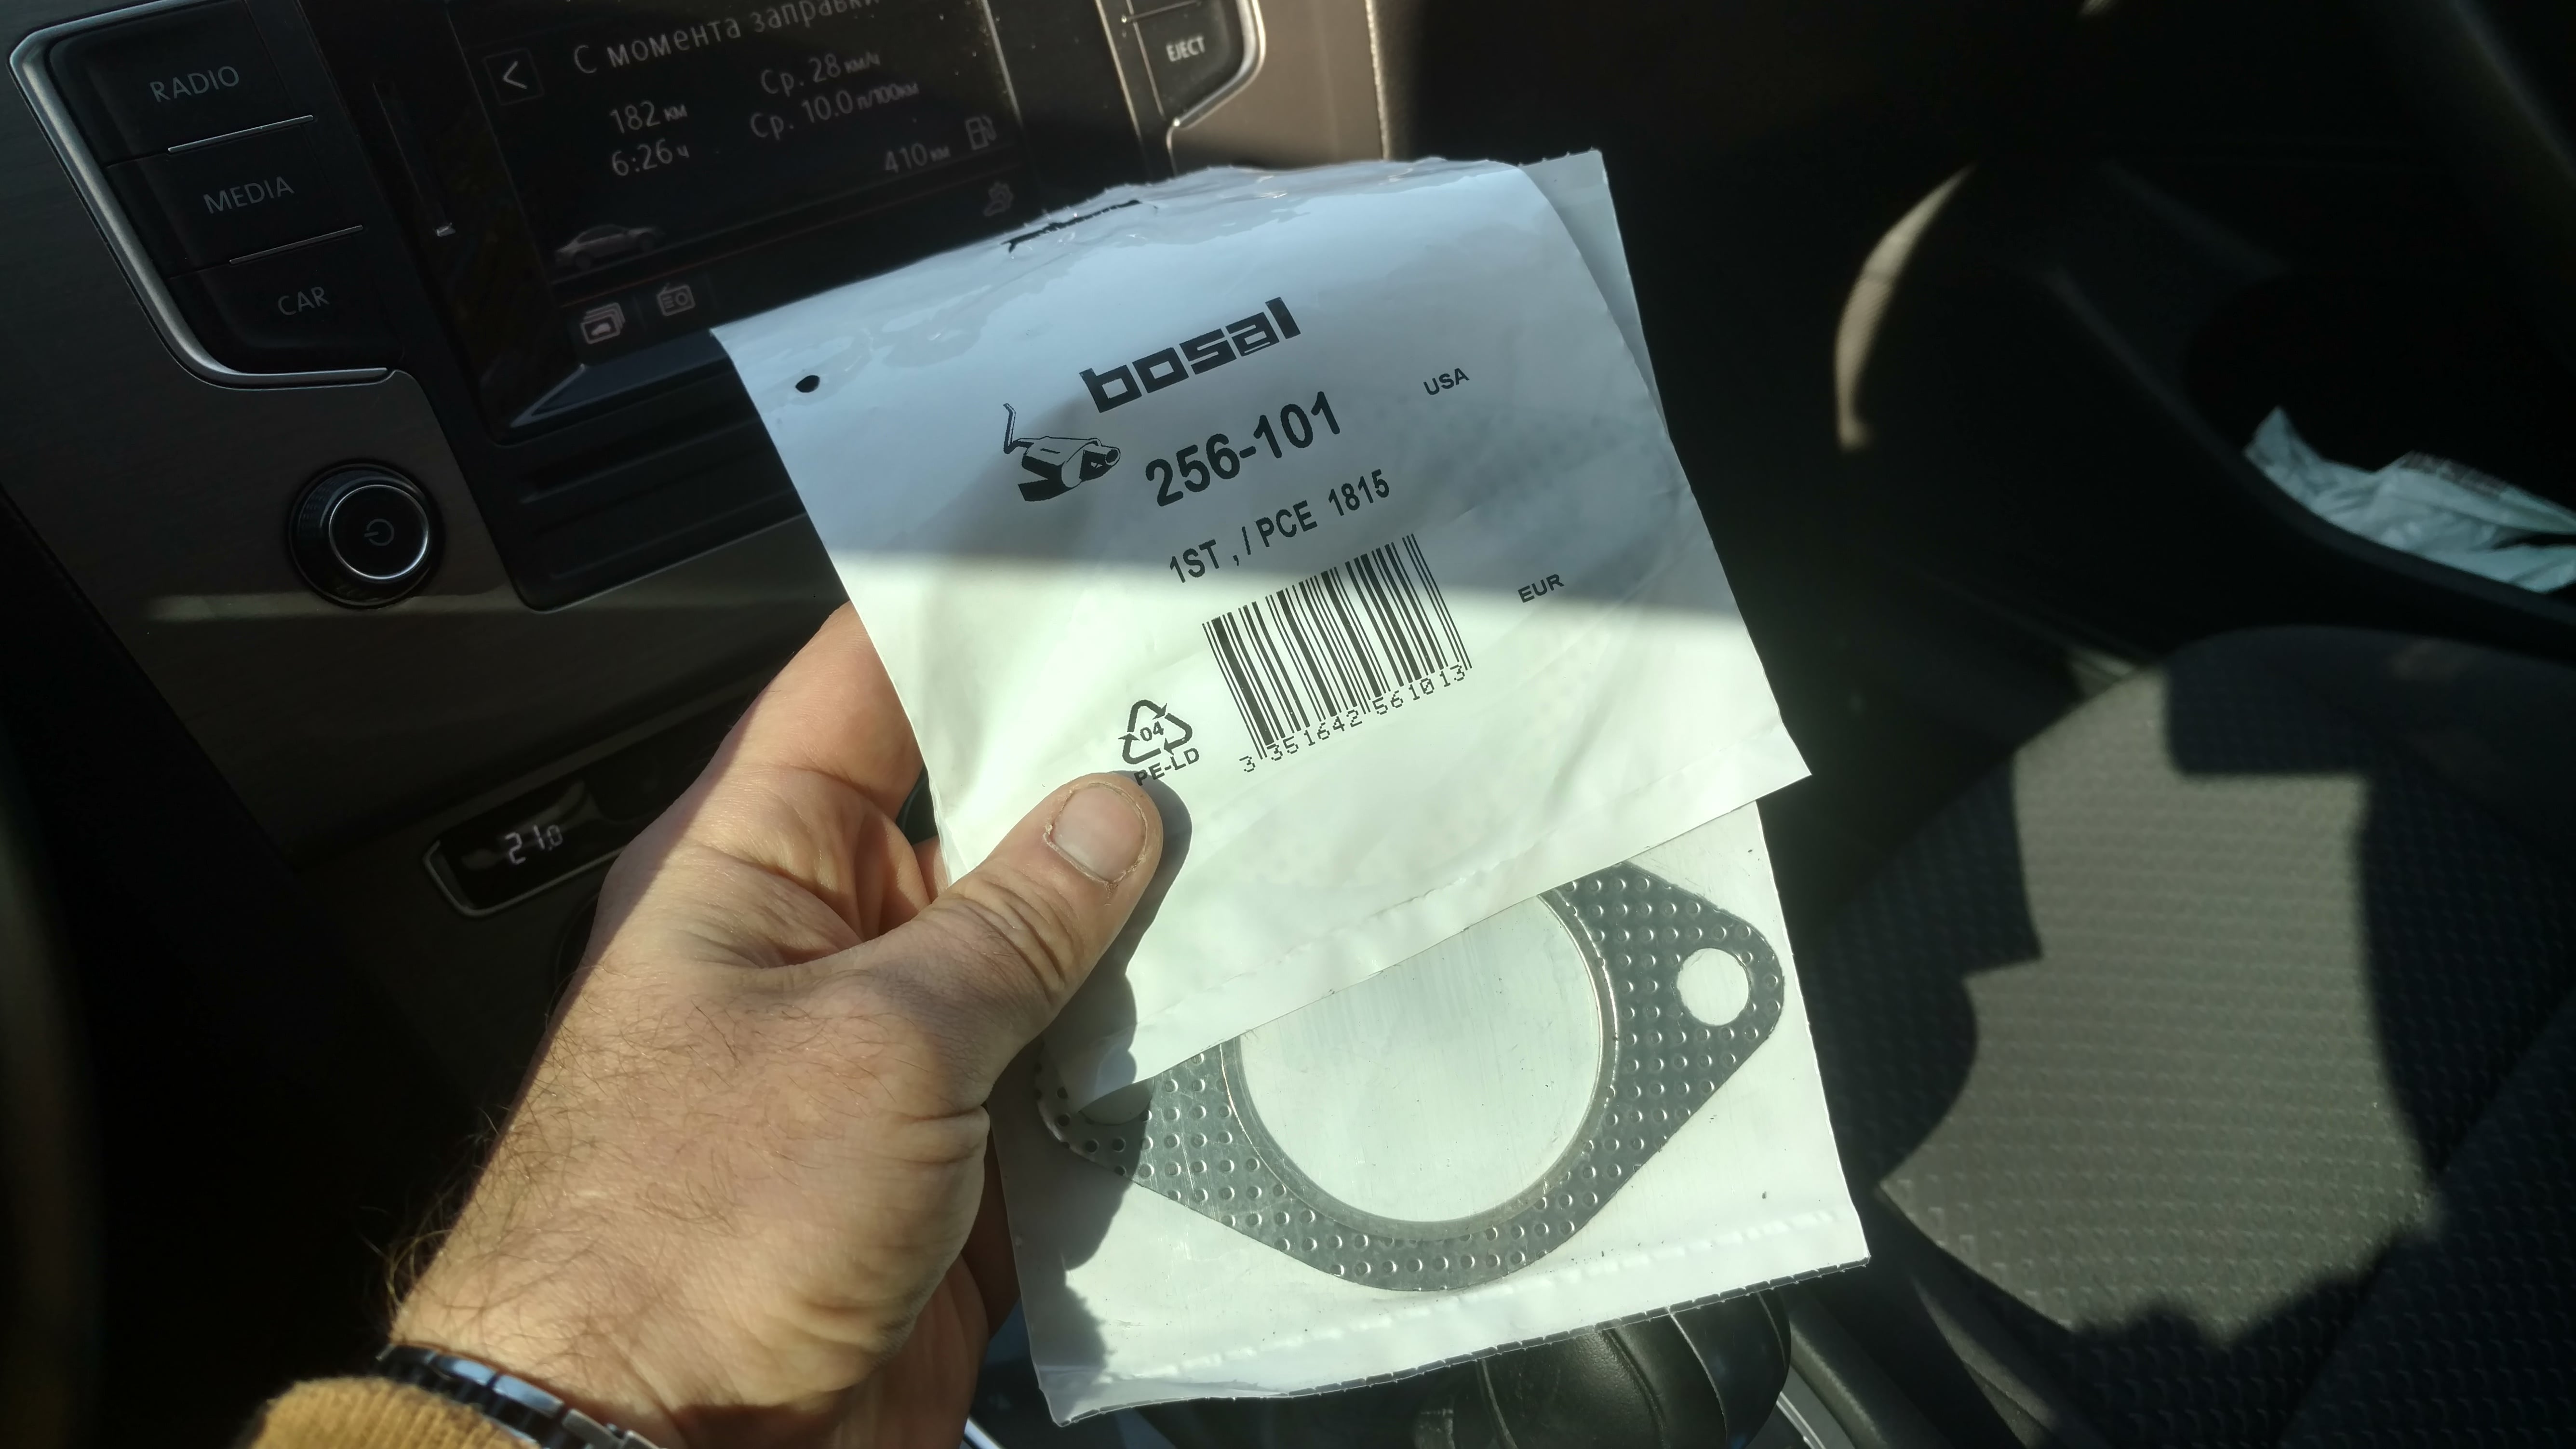 RADIO
MEDIA
CAR
С момента заправки
182 км
Ср. 28 км/ч
6:26 ч
Ср. 10.0 л/100км
410 км
EJECT
21.0
bosal
256-101
USA
1ST , / PCE 1815
EUR
3 351642 561013
04
PE-LD